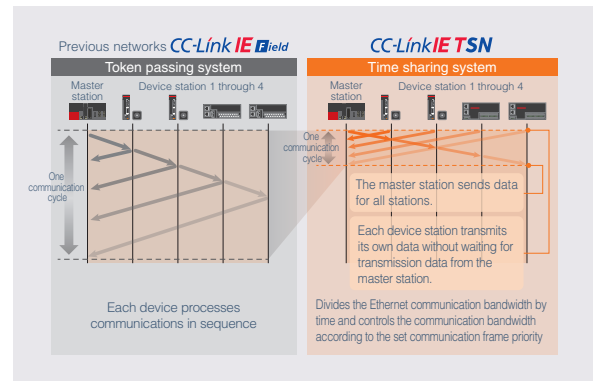 Previous networks CC-Link IE Field
Token passing system
Master
station
Device station 1 through 4
One
communication
cycle
Each device processes
communications in sequence
CC-Link IE TSN
Time sharing system
Master
station
Device station 1 through 4
One
communication
cycle
The master station sends data
for all stations.
Each device station transmits
its own data without waiting for
transmission data from the
master station.
Divides the Ethernet communication bandwidth by
time and controls the communication bandwidth
according to the set communication frame priority